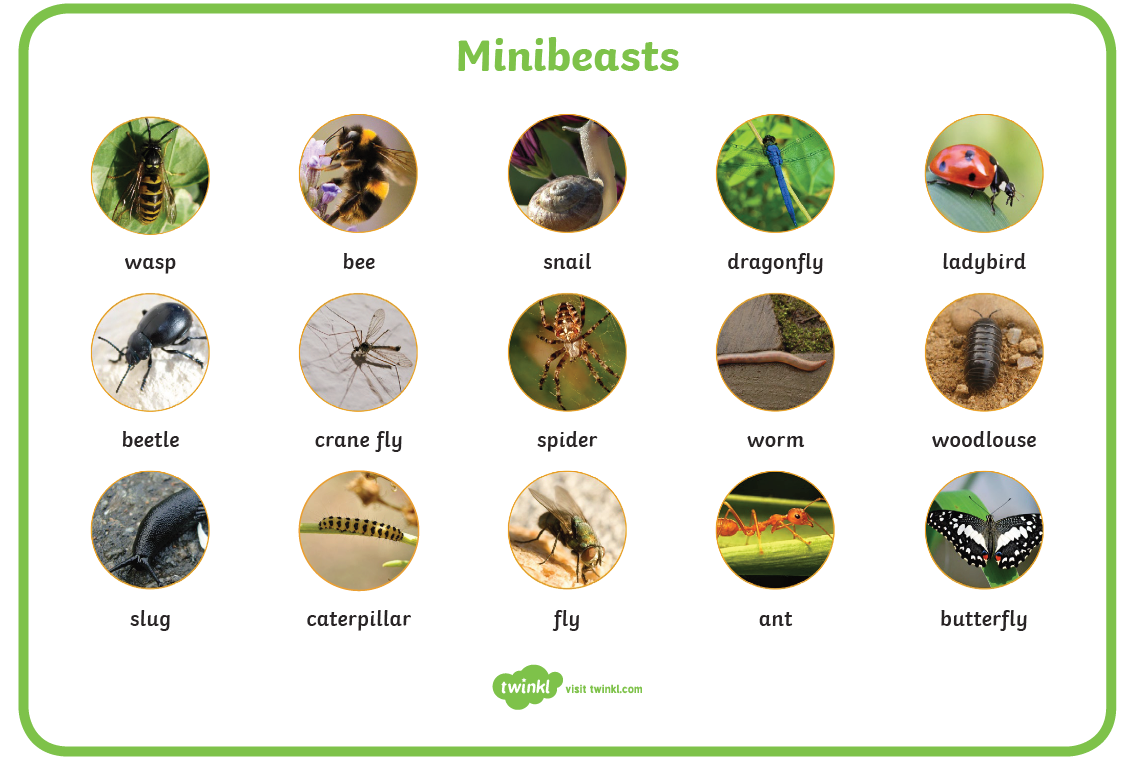 Minibeasts
wasp bee snail dragonfly ladybird
beetle crane fly spider worm woodlouse
slug caterpillar fly ant butterfly
twinkl visit twinkl.com